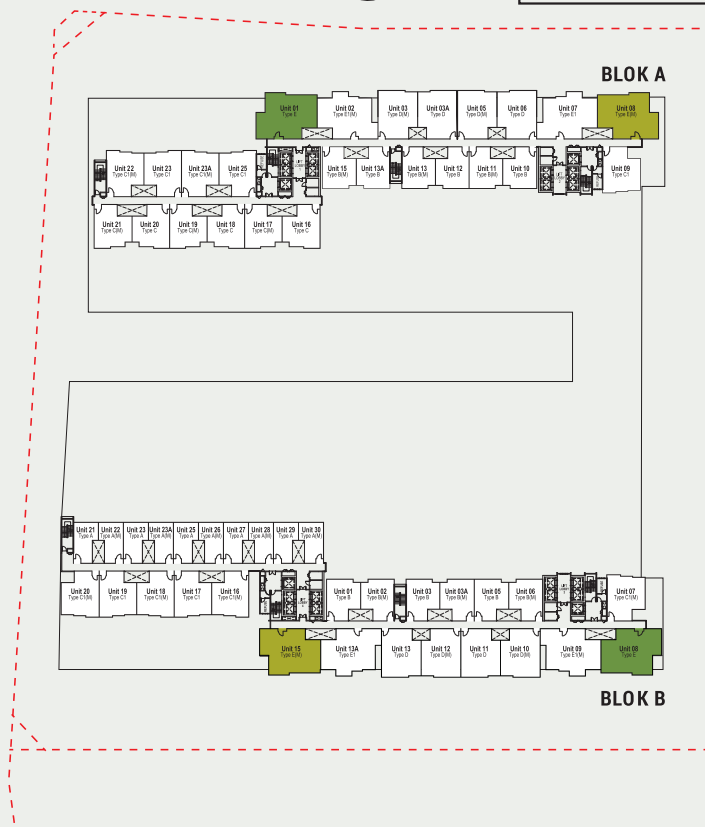 BLOK A
Unit 01
Type E
Unit 02
Type E1(M)
Unit 03
Type D(M)
Unit 03A
Type D
Unit 05
Type D(M)
Unit 06
Type D
Unit 07
Type E1
Unit 08
Type E(M)
Unit 22
Type C1(M)
Unit 23
Type C1
Unit 23A
Type C1(M)
Unit 25
Type C1
LIFT
LOBBY
Unit 15
Type B(M)
Unit 13A
Type B
Unit 13
Type B(M)
Unit 12
Type B
Unit 11
Type B(M)
Unit 10
Type B
LIFT
LOBBY
Unit 09
Type C1
Unit 21
Type C(M)
Unit 20
Type C
Unit 19
Type C(M)
Unit 18
Type C
Unit 17
Type C(M)
Unit 16
Type C
Unit 21
Type A
Unit 22
Type A(M)
Unit 23
Type A
Unit 23A
Type A(M)
Unit 25
Type A
Unit 26
Type A(M)
Unit 27
Type A
Unit 28
Type A(M)
Unit 29
Type A
Unit 30
Type A(M)
Unit 20
Type C1(M)
Unit 19
Type C1
Unit 18
Type C1(M)
Unit 17
Type C1
Unit 16
Type C1(M)
LIFT
LOBBY
Unit 01
Type B
Unit 02
Type B(M)
Unit 03
Type B
Unit 03A
Type B(M)
Unit 05
Type B
Unit 06
Type B(M)
LIFT
LOBBY
Unit 07
Type C1(M)
Unit 15
Type E(M)
Unit 13A
Type E1
Unit 13
Type D
Unit 12
Type D(M)
Unit 11
Type D
Unit 10
Type D(M)
Unit 09
Type E1(M)
Unit 08
Type E
BLOK B